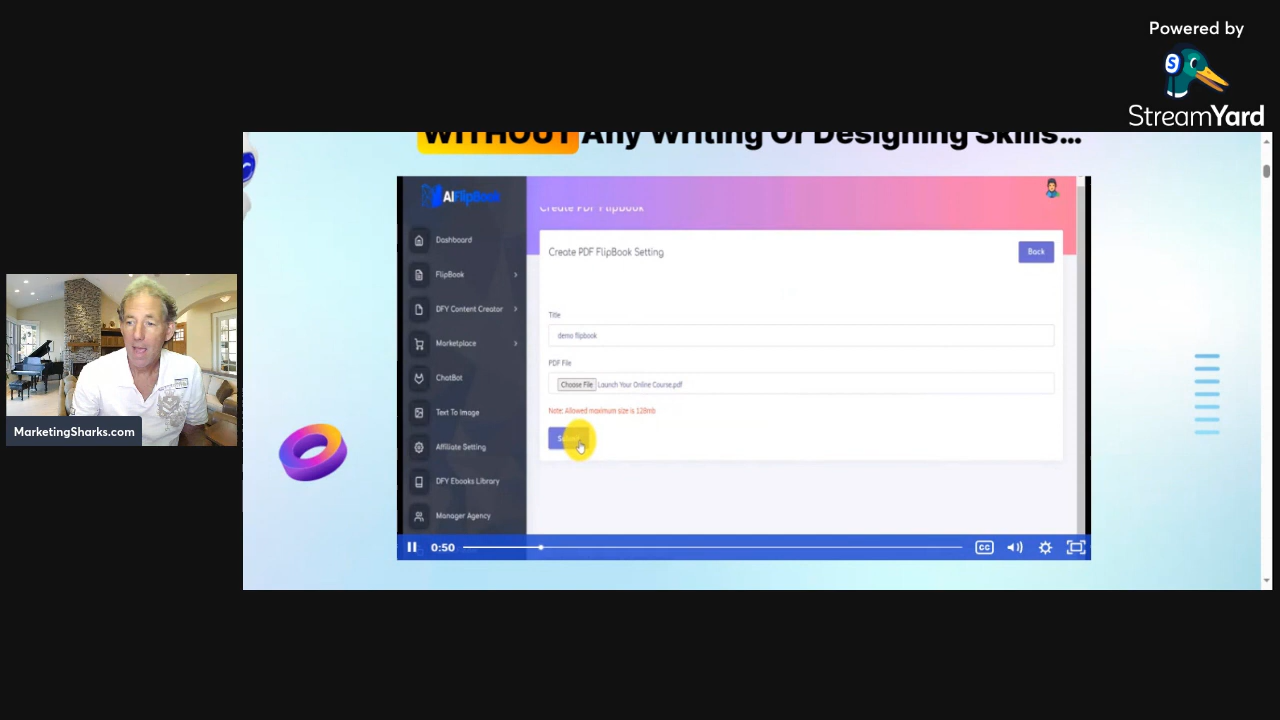 Powered by
StreamYard
WITHOUT Any Writing Or Designing Skills...
AIFlipBook
Create PDF FlipBook
Create PDF FlipBook Setting
Back
Dashboard
FlipBook
DFY Content Creator
Marketplace
ChatBot
Text To Image
Affiliate Setting
DFY Ebooks Library
Manager Agency
Title
demo flipbook
PDF File
Choose File Launch Your Online Course.pdf
Note: Allowed maximum size is 128mb
MarketingSharks.com
0:50
CC